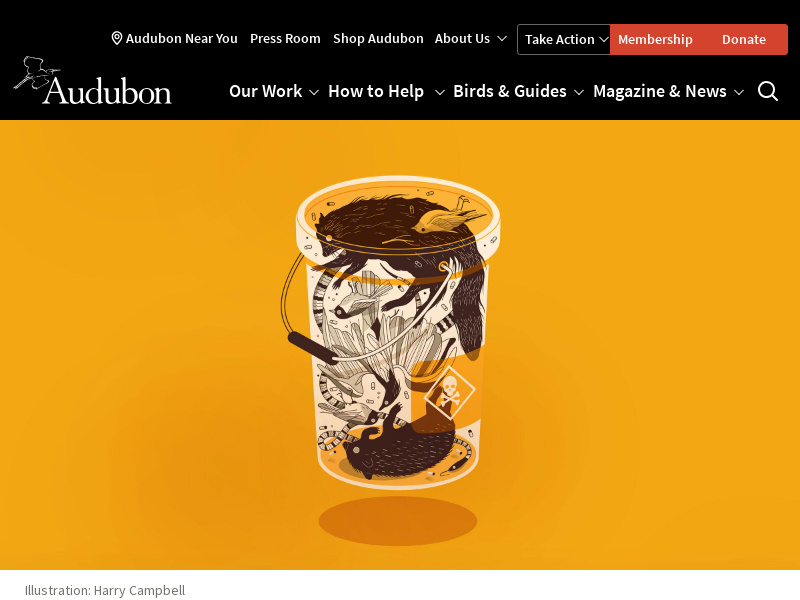 Audubon Near You Press Room Shop Audubon About Us Take Action Membership Donate
Audubon
Our Work How to Help Birds & Guides Magazine & News
Illustration: Harry Campbell